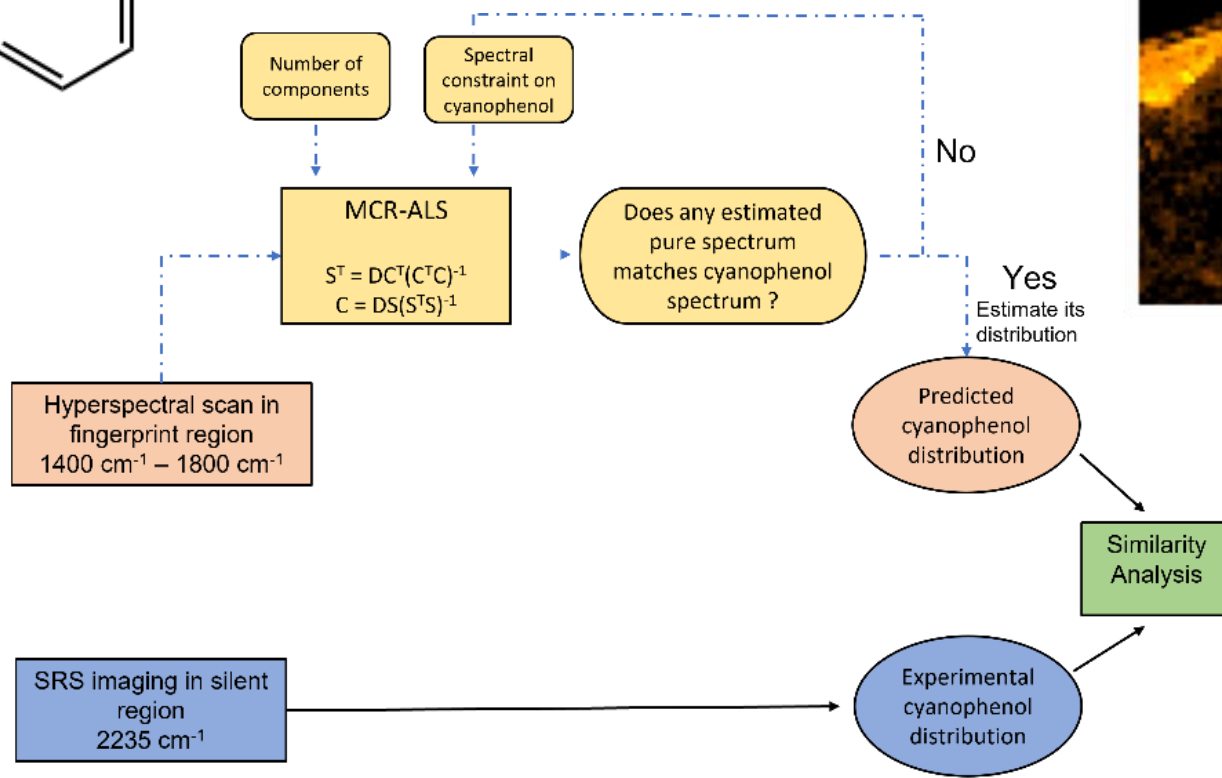 Number of
components
Spectral
constraint on
cyanophenol
No
MCR-ALS
Sᵀ = DCᵀ(CᵀC)⁻¹
C = DS(SᵀS)⁻¹
Does any estimated
pure spectrum
matches cyanophenol
spectrum ?
Yes
Estimate its
distribution
Hyperspectral scan in
fingerprint region
1400 cm⁻¹ – 1800 cm⁻¹
Predicted
cyanophenol
distribution
Similarity
Analysis
SRS imaging in silent
region
2235 cm⁻¹
Experimental
cyanophenol
distribution